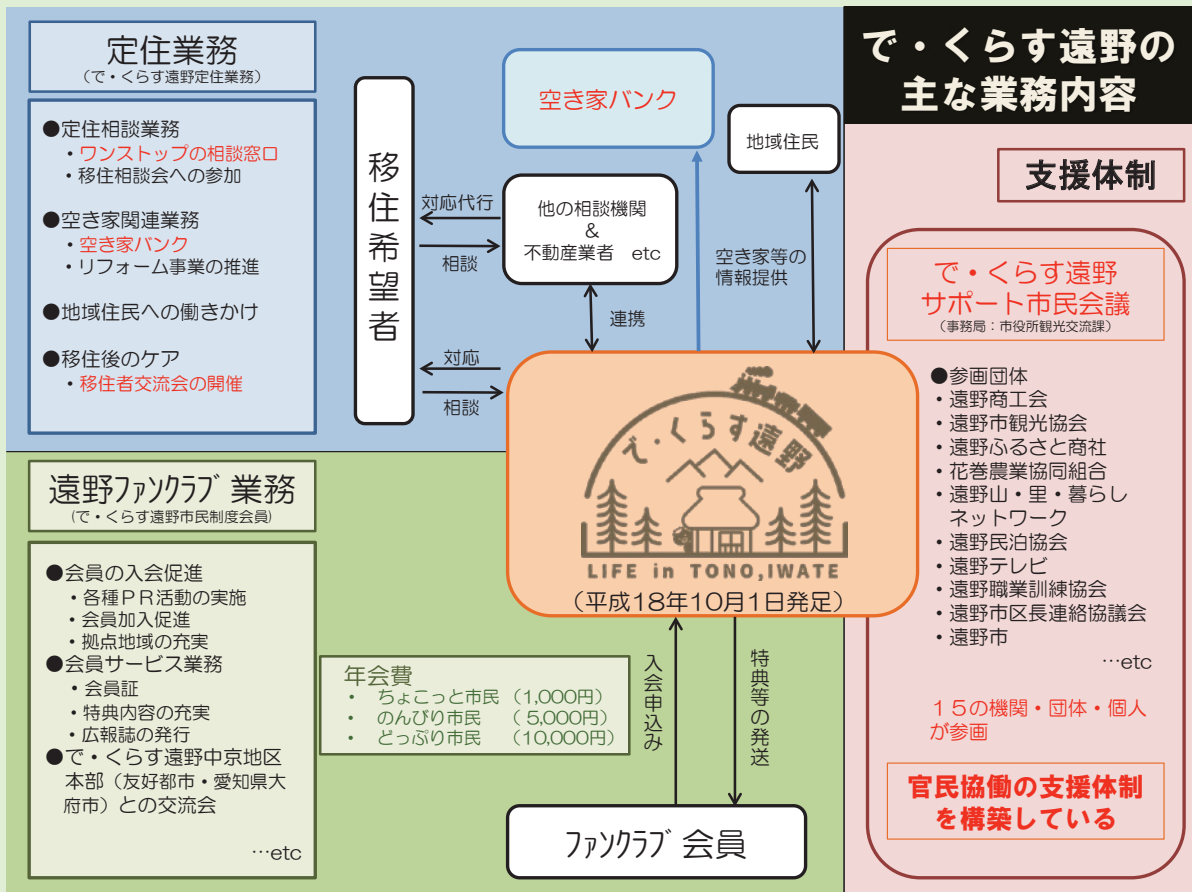 で・くらす遠野の
主な業務内容
定住業務
（で・くらす遠野定住業務）
●定住相談業務
・ワンストップの相談窓口
・移住相談会への参加
●空き家関連業務
・空き家バンク
・リフォーム事業の推進
●地域住民への働きかけ
●移住後のケア
・移住者交流会の開催
移住希望者
空き家バンク
地域住民
対応代行
相談
他の相談機関
&
不動産業者 etc
空き家等の
情報提供
連携
対応
相談
で・くらす遠野
LIFE in TONO,IWATE
（平成18年10月1日発足）
遠野ファンクラブ 業務
(で・くらす遠野市民制度会員)
●会員の入会促進
・各種ＰＲ活動の実施
・会員加入促進
・拠点地域の充実
●会員サービス業務
・会員証
・特典内容の充実
・広報誌の発行
●で・くらす遠野中京地区
本部（友好都市・愛知県大
府市）との交流会
…etc
年会費
・ ちょこっと市民 （1,000円）
・ のんびり市民 （ 5,000円）
・ どっぷり市民 （10,000円）
入会申込み
特典等の発送
ファンクラブ 会員
支援体制
で・くらす遠野
サポート市民会議
（事務局：市役所観光交流課）
●参画団体
・遠野商工会
・遠野市観光協会
・遠野ふるさと商社
・花巻農業協同組合
・遠野山・里・暮らし
ネットワーク
・遠野民泊協会
・遠野テレビ
・遠野職業訓練協会
・遠野市区長連絡協議会
・遠野市
…etc
１５の機関・団体・個人
が参画
官民協働の支援体制
を構築している